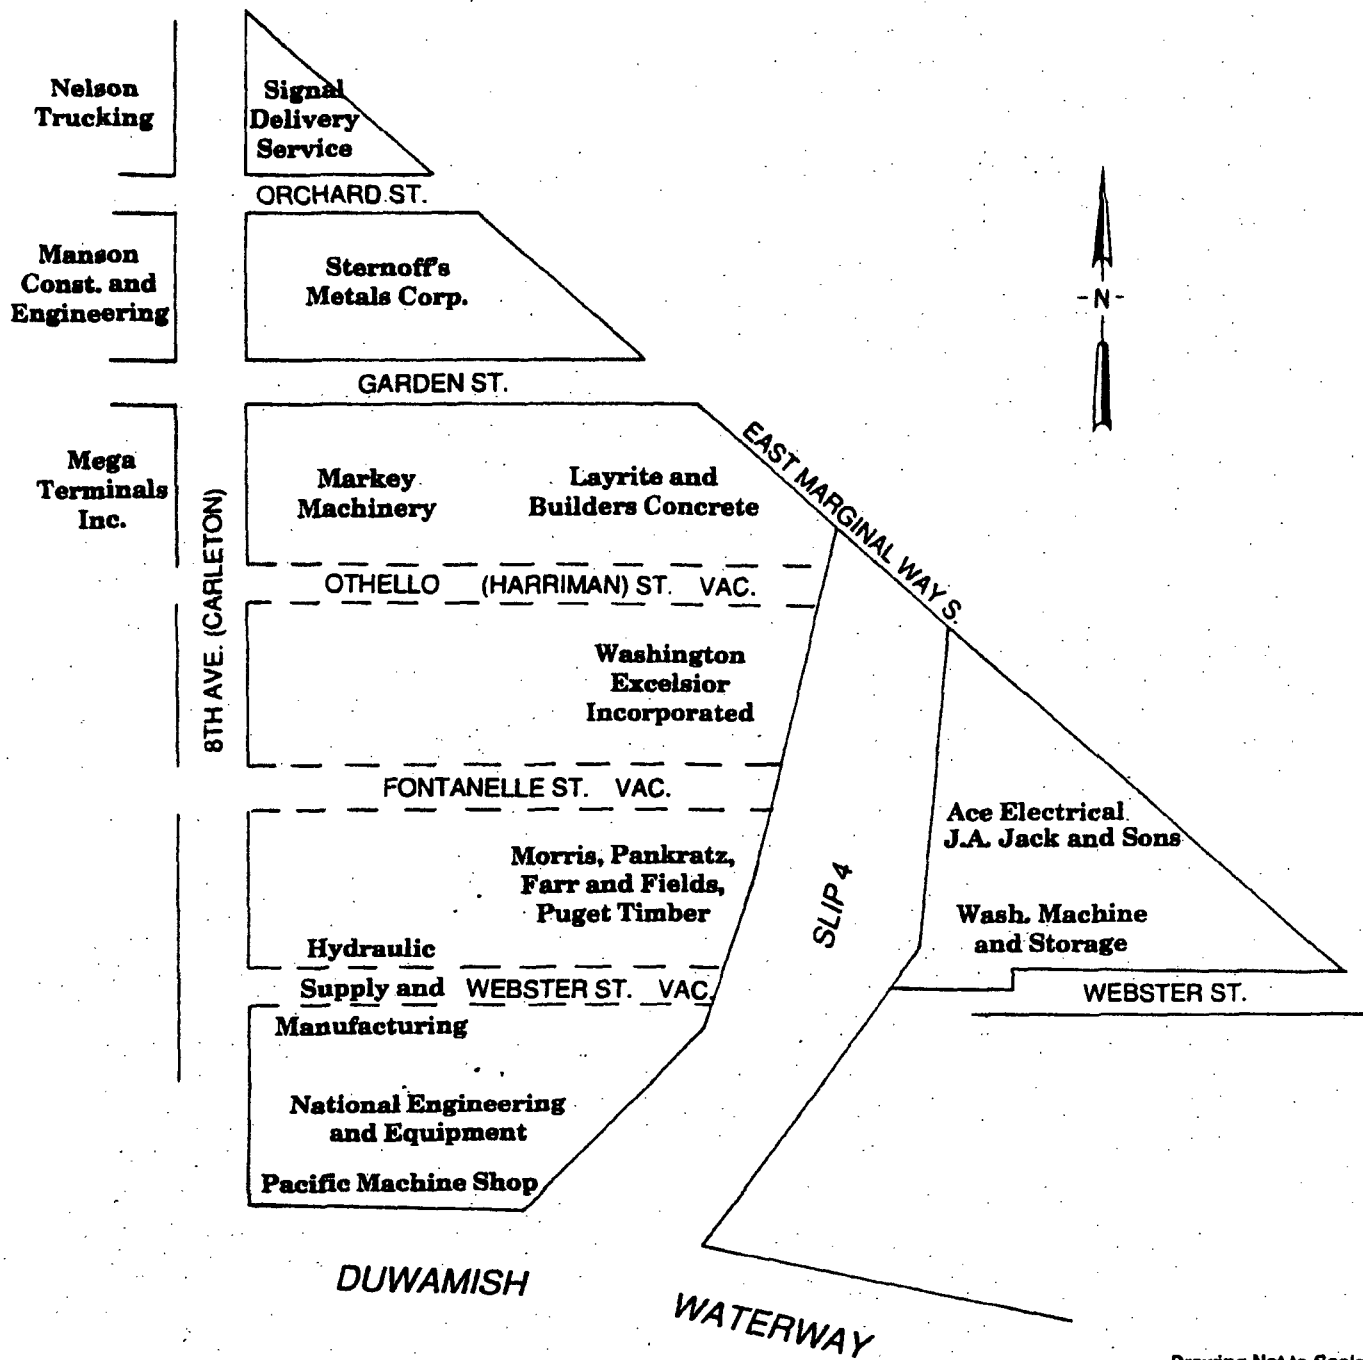 Nelson
Trucking
Signal
Delivery
Service
ORCHARD ST.
Manson
Const. and
Engineering
Sternoff's
Metals Corp.
- N -
GARDEN ST.
Mega
Terminals
Inc.
8TH AVE. (CARLETON)
Markey
Machinery
Layrite and
Builders Concrete
EAST MARGINAL WAY S.
OTHELLO (HARRIMAN) ST. VAC.
Washington
Excelsior
Incorporated
FONTANELLE ST. VAC.
Morris, Pankratz,
Farr and Fields,
Puget Timber
SLIP 4
Ace Electrical
J.A. Jack and Sons
Wash. Machine
and Storage
Hydraulic
Supply and
Manufacturing
WEBSTER ST. VAC.
WEBSTER ST.
National Engineering
and Equipment
Pacific Machine Shop
DUWAMISH
WATERWAY